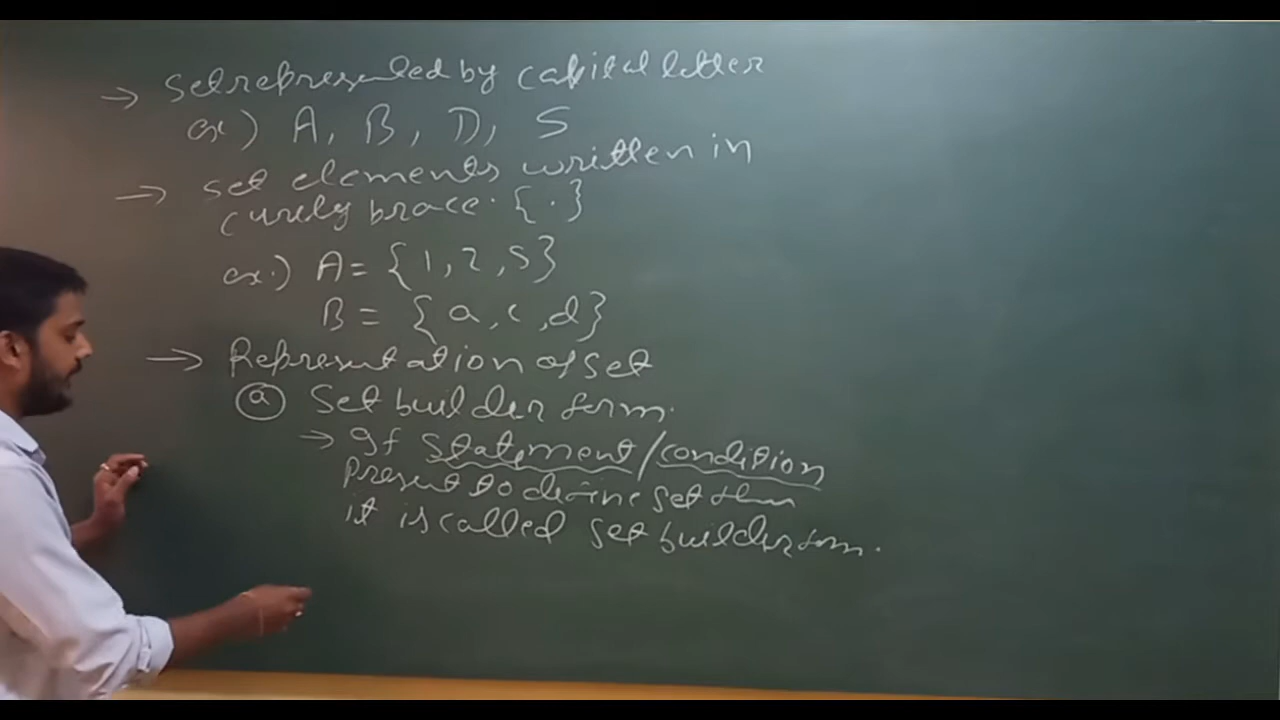 → Set represented by capital letter
ex.) A, B, D, S
→ set elements written in
curely brace. { . }
ex.) A = {1, 2, 5}
B = {a, c, d}
→ Representation of set
(a) Set builder form.
→ If statement/condition
Present to define set then
it is called set builder form.